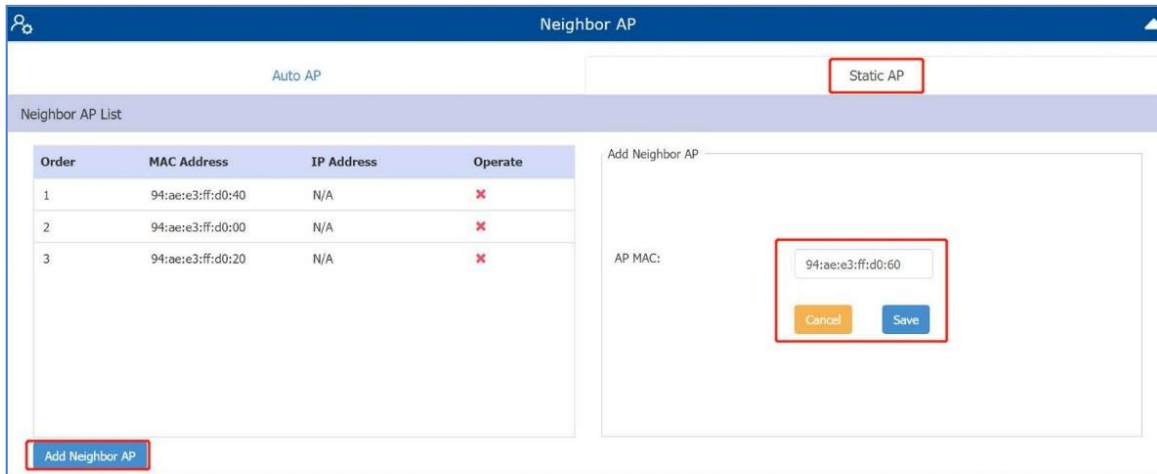 Neighbor AP
Auto AP
Static AP
Neighbor AP List
Order MAC Address IP Address Operate
1 94:ae:e3:ff:d0:40 N/A
2 94:ae:e3:ff:d0:00 N/A
3 94:ae:e3:ff:d0:20 N/A
Add Neighbor AP
AP MAC: 94:ae:e3:ff:d0:60
Cancel Save
Add Neighbor AP